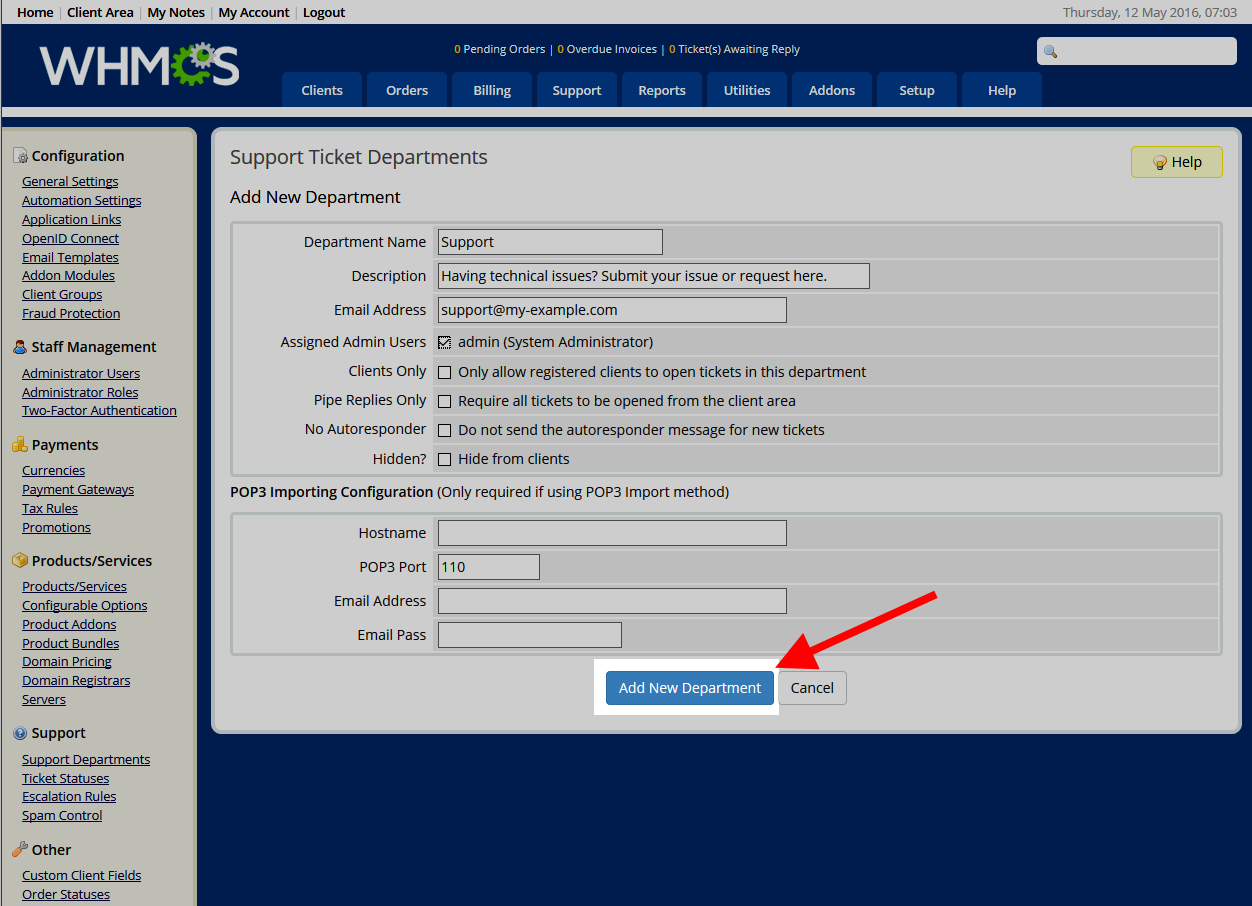 Home | Client Area | My Notes | My Account | Logout
Thursday, 12 May 2016, 07:03
WHMCS
0 Pending Orders | 0 Overdue Invoices | 0 Ticket(s) Awaiting Reply
Clients Orders Billing Support Reports Utilities Addons Setup Help
Configuration
General Settings
Automation Settings
Application Links
OpenID Connect
Email Templates
Addon Modules
Client Groups
Fraud Protection
Staff Management
Administrator Users
Administrator Roles
Two-Factor Authentication
Payments
Currencies
Payment Gateways
Tax Rules
Promotions
Products/Services
Products/Services
Configurable Options
Product Addons
Product Bundles
Domain Pricing
Domain Registrars
Servers
Support
Support Departments
Ticket Statuses
Escalation Rules
Spam Control
Other
Custom Client Fields
Order Statuses
Support Ticket Departments
Help
Add New Department
Department Name Support
Description Having technical issues? Submit your issue or request here.
Email Address support@my-example.com
Assigned Admin Users admin (System Administrator)
Clients Only Only allow registered clients to open tickets in this department
Pipe Replies Only Require all tickets to be opened from the client area
No Autoresponder Do not send the autoresponder message for new tickets
Hidden? Hide from clients
POP3 Importing Configuration (Only required if using POP3 Import method)
Hostname
POP3 Port 110
Email Address
Email Pass
Add New Department Cancel